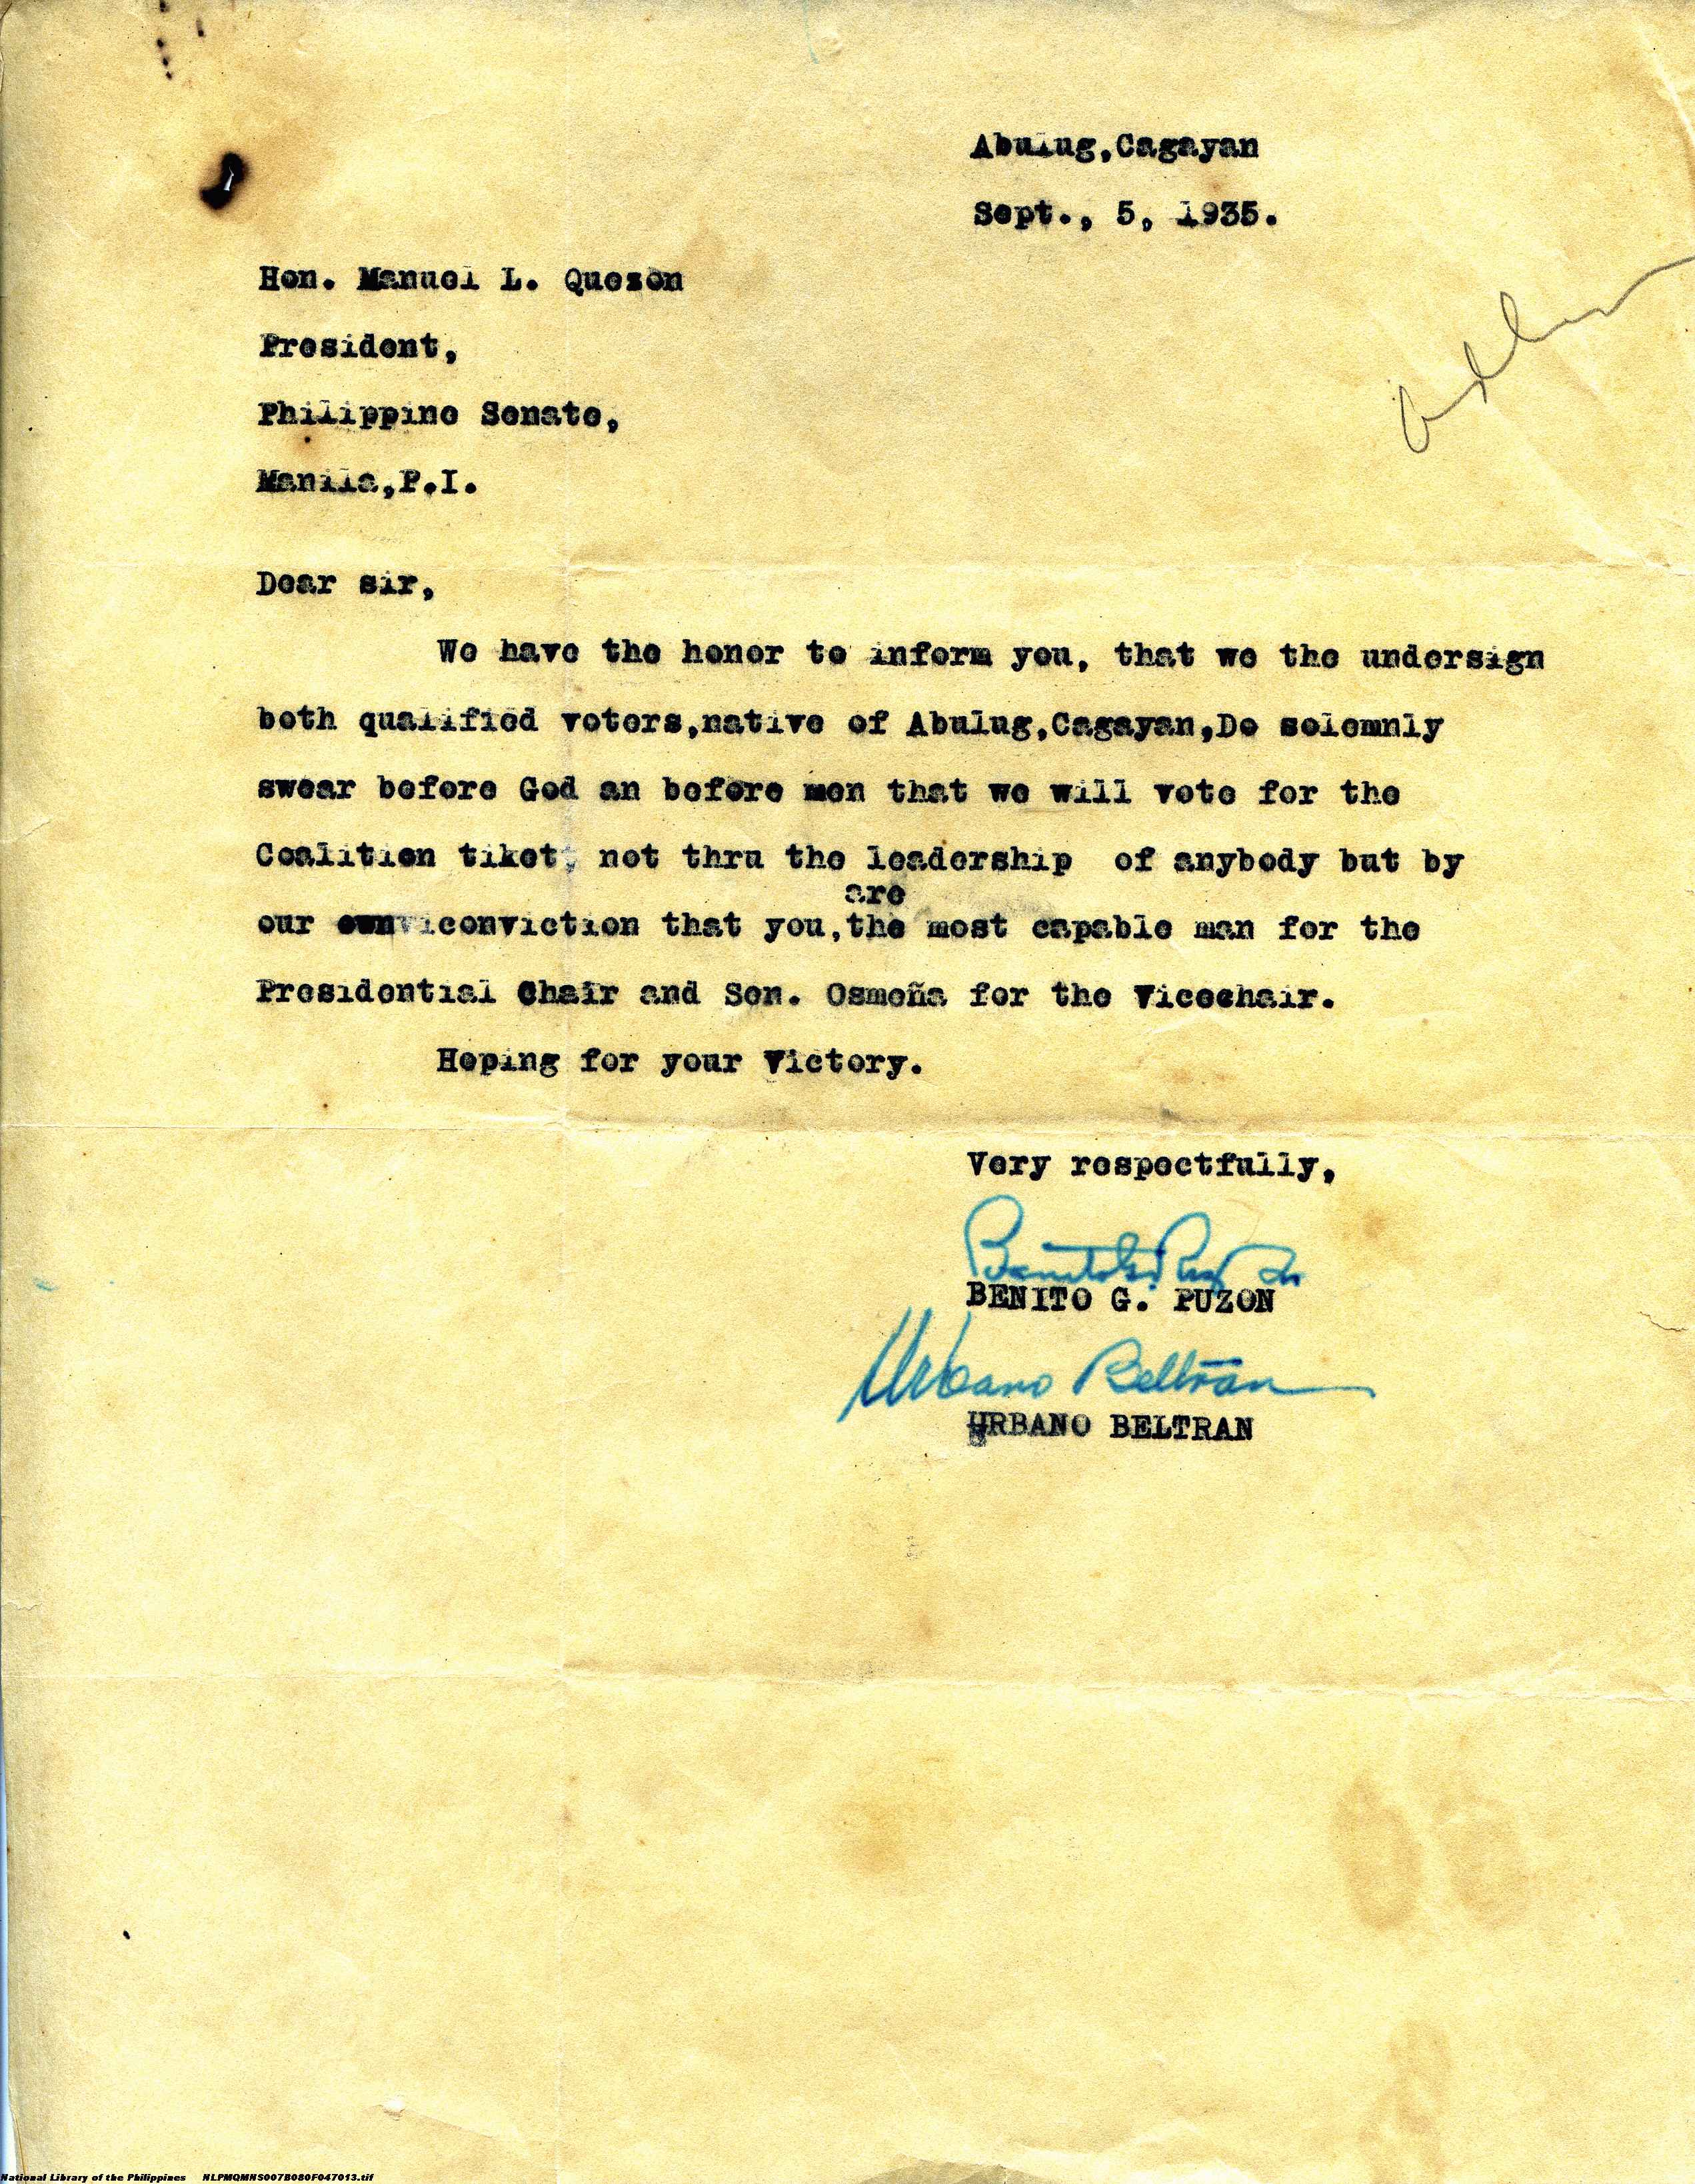 Abulug,Cagayan
Sept., 5, 1935.
Hon. Manuel L. Quezon
President,
Philippine Senate,
Manila,P.I.
Dear sir,
We have the honor to inform you, that we the undersign
both qualified voters,native of Abulug,Cagayan,Do solemnly
swear before God an before men that we will vote for the
Coalition tiket, not thru the leadership of anybody but by
are
our own conviction that you,the most capable man for the
Presidential Chair and Sen. Osmeña for the Vicechair.
Hoping for your Victory.
Very respectfully,
BENITO G. PUZON
Urbano Beltran
URBANO BELTRAN
National Library of the Philippines NLPMQMNS007B080F047013.tif